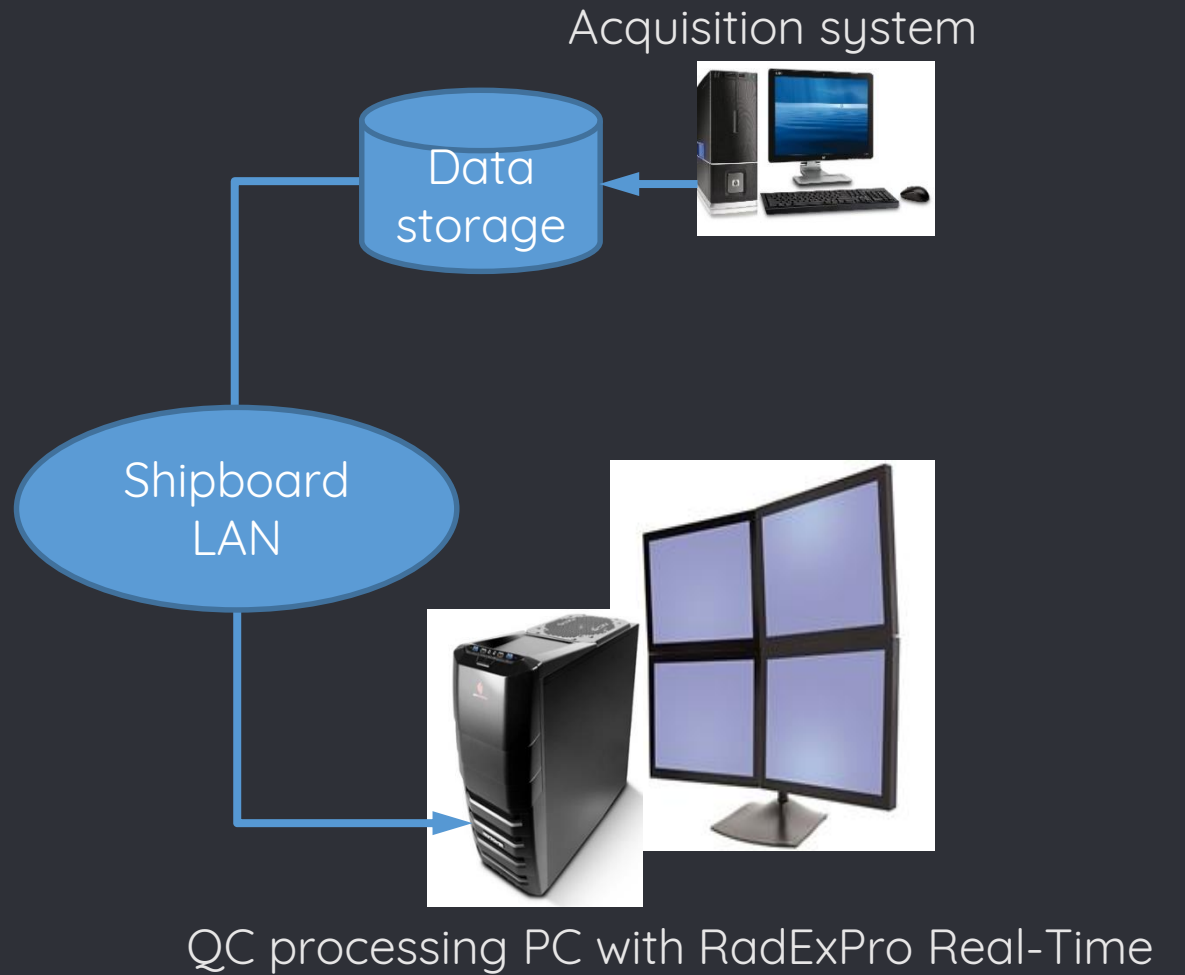 Acquisition system
Data
storage
Shipboard
LAN
QC processing PC with RadExPro Real-Time